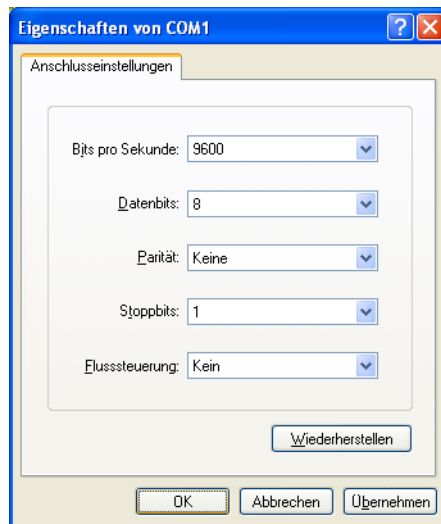 Eigenschaften von COM1
Anschlusseinstellungen
Bits pro Sekunde: 9600
Datenbits: 8
Parität: Keine
Stoppbits: 1
Flusssteuerung: Kein
Wiederherstellen
OK Abbrechen Übernehmen